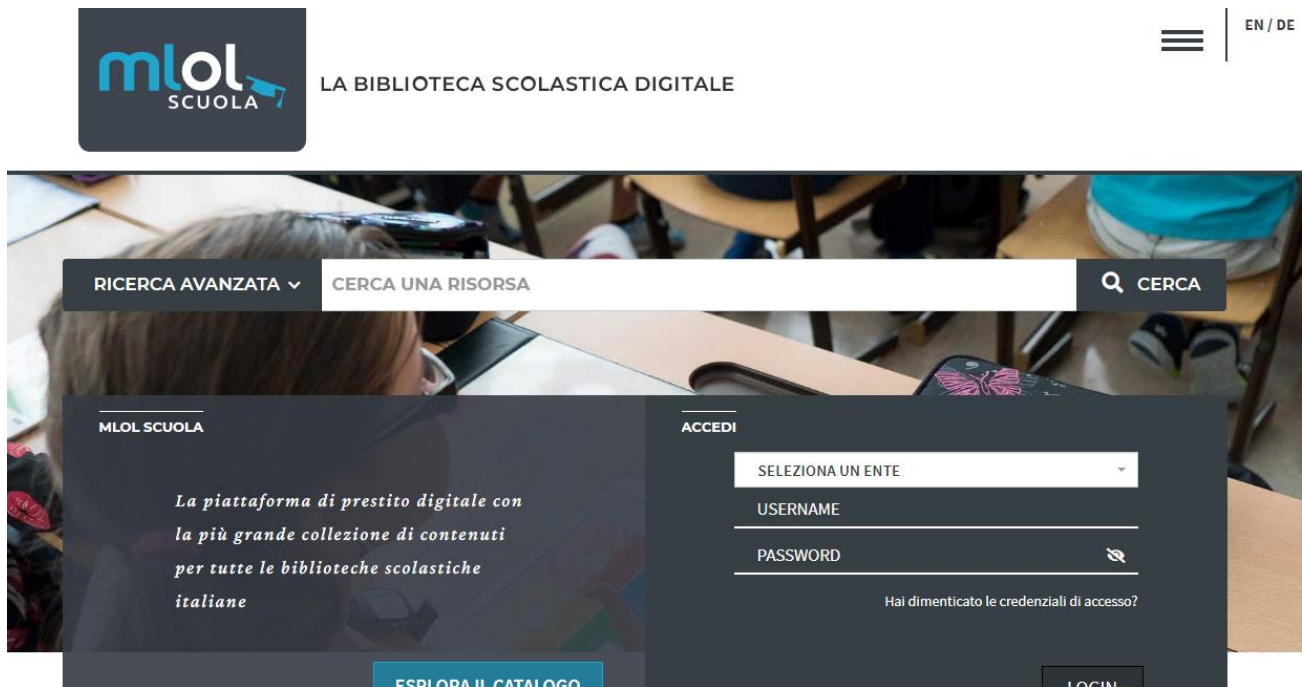 mlol
SCUOLA
LA BIBLIOTECA SCOLASTICA DIGITALE
EN / DE
RICERCA AVANZATA
CERCA UNA RISORSA
CERCA
MLOL SCUOLA
La piattaforma di prestito digitale con
la più grande collezione di contenuti
per tutte le biblioteche scolastiche
italiane
ESPLORA IL CATALOGO
ACCEDI
SELEZIONA UN ENTE
USERNAME
PASSWORD
Hai dimenticato le credenziali di accesso?
LOGIN